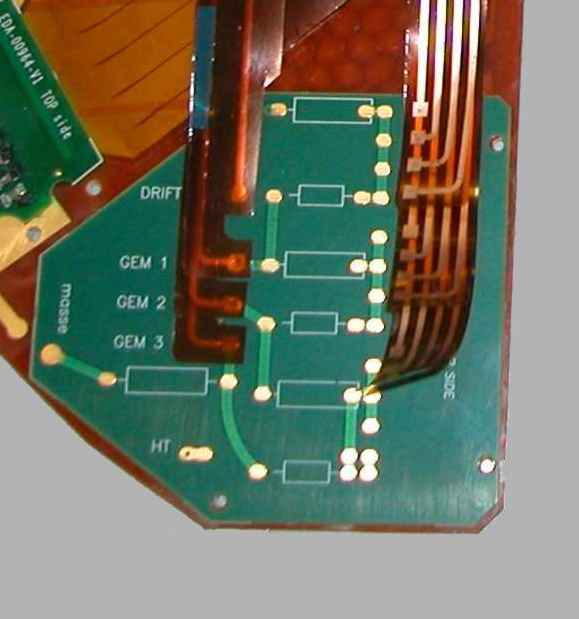 EDA-00964-V1 TOP side
DRIFT
GEM 1
GEM 2
masse
GEM 3
SIDE
HT